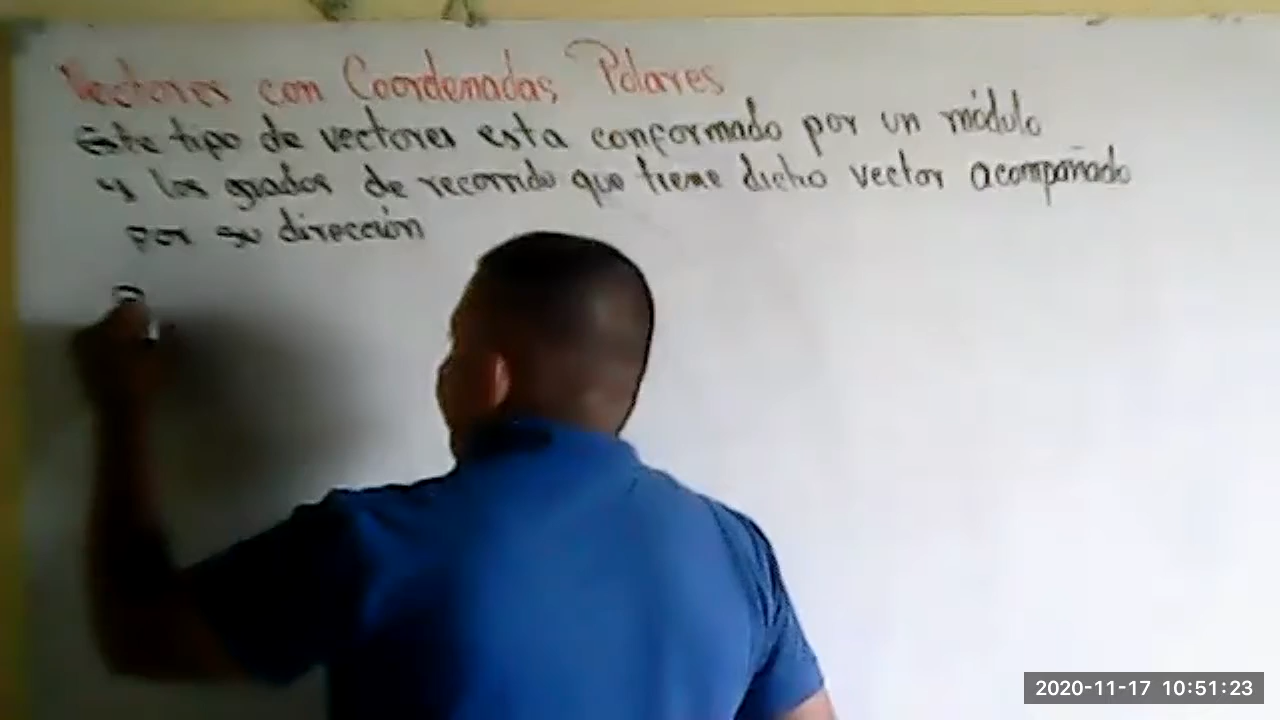 Vectores con Coordenadas Polares
Este tipo de vectores esta conformado por un módulo
y los grados de recorrido que tiene dicho vector acompañado
por su dirección
2020-11-17 10:51:23